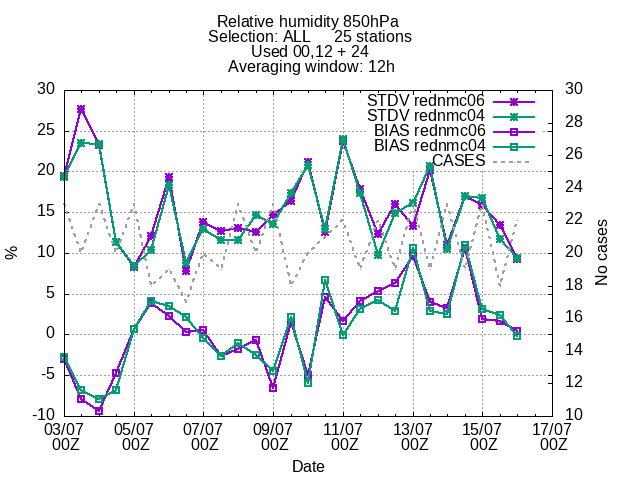 Relative humidity 850hPa
Selection: ALL 25 stations
Used 00,12 + 24
Averaging window: 12h
STDV rednmc06
STDV rednmc04
BIAS rednmc06
BIAS rednmc04
CASES
30
25
20
15
10
5
0
-5
-10
%
30
28
26
24
22
20
18
16
14
12
10
No cases
03/07 05/07 07/07 09/07 11/07 13/07 15/07 17/07
00Z 00Z 00Z 00Z 00Z 00Z 00Z 00Z
Date